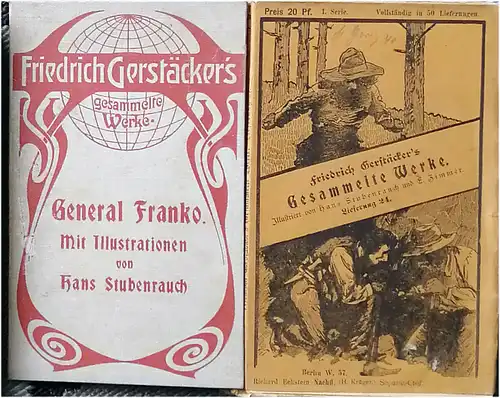 Friedrich Gerstäcker's
gesammelte
Werke
General Franko.
Mit Illustrationen
von
Hans Stubenrauch
Preis 20 Pf. I. Serie. Vollständig in 50 Lieferungen
Friedrich Gerstäcker's
Gesammelte Werke.
Illustriert von Hans Stubenrauch und E. Zimmer.
Lieferung 24.
Berlin W. 57.
Richard Eckstein Nachf. (H. Krüger)